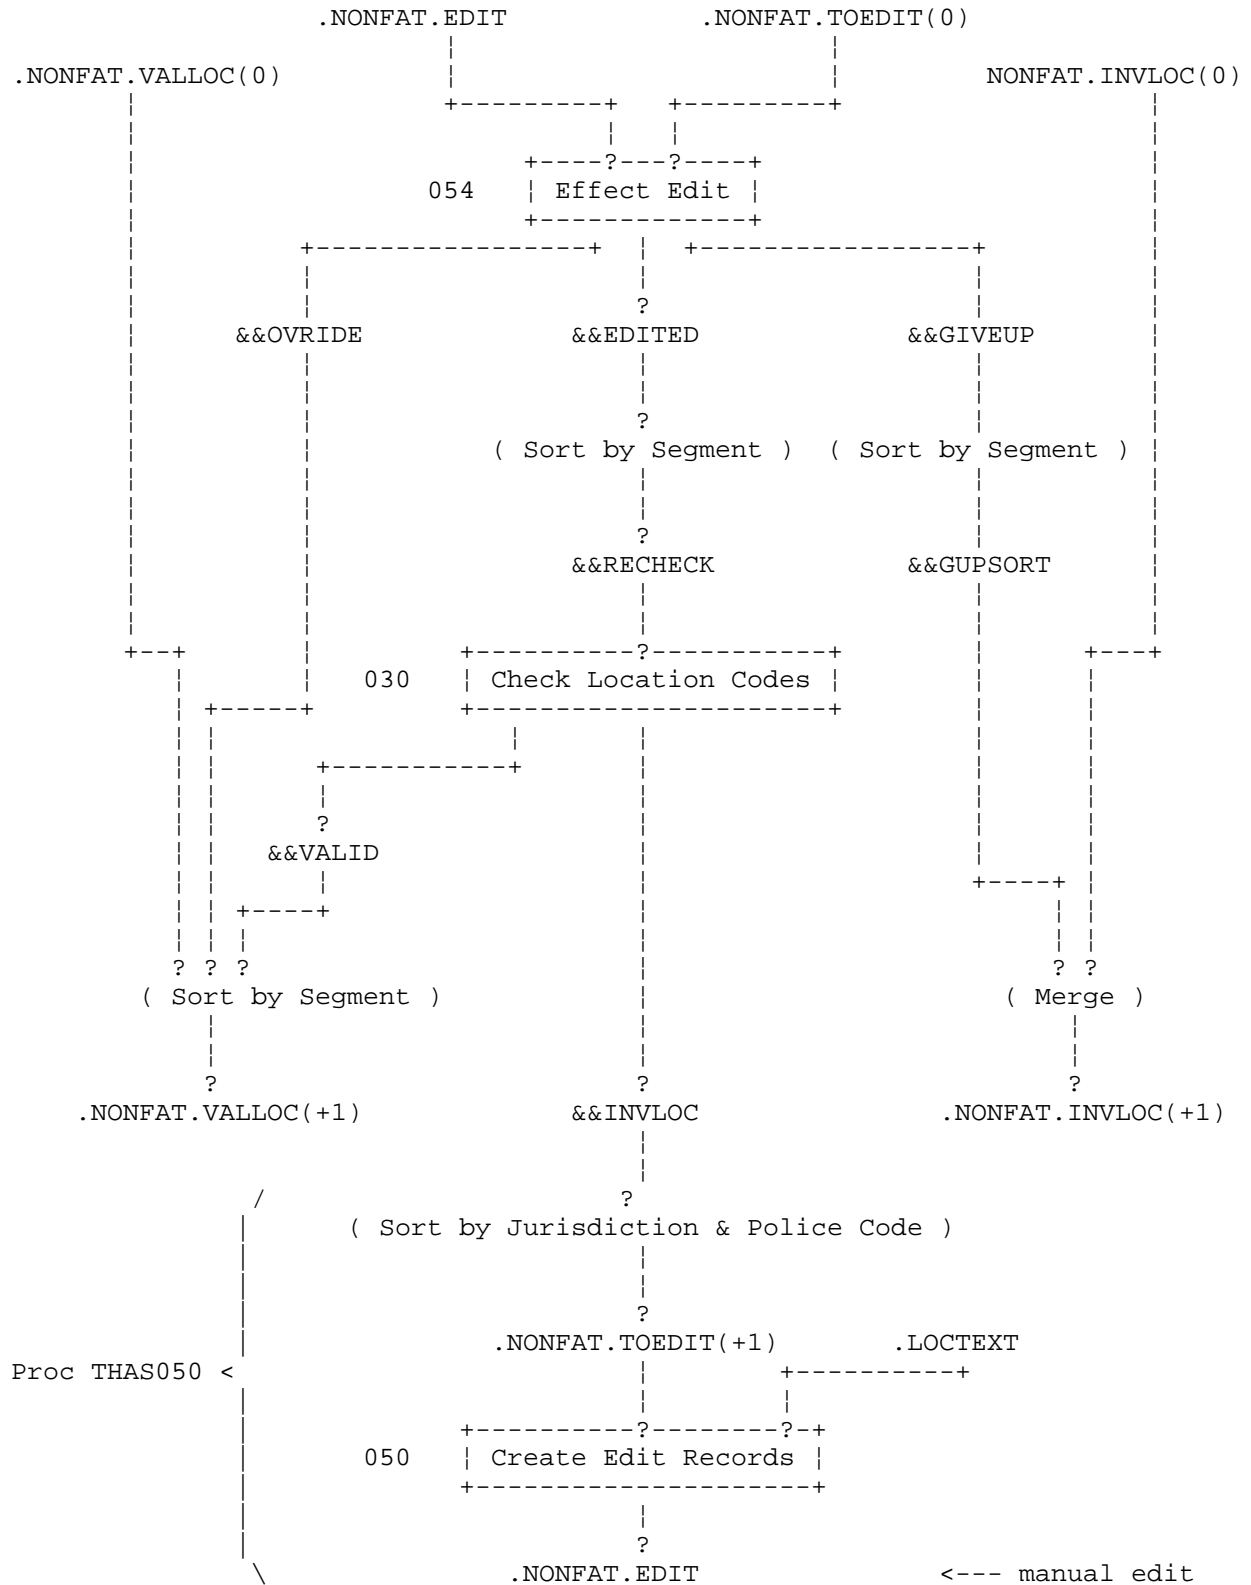 .NONFAT.EDIT .NONFAT.TOEDIT(0)
.NONFAT.VALLOC(0) NONFAT.INVLOC(0)
054 Effect Edit
&&OVRIDE &&EDITED &&GIVEUP
( Sort by Segment ) ( Sort by Segment )
&&RECHECK &&GUPSORT
030 Check Location Codes
&&VALID
( Sort by Segment ) ( Merge )
.NONFAT.VALLOC(+1) &&INVLOC .NONFAT.INVLOC(+1)
( Sort by Jurisdiction & Police Code )
.NONFAT.TOEDIT(+1) .LOCTEXT
Proc THAS050 <
050 Create Edit Records
.NONFAT.EDIT <--- manual edit